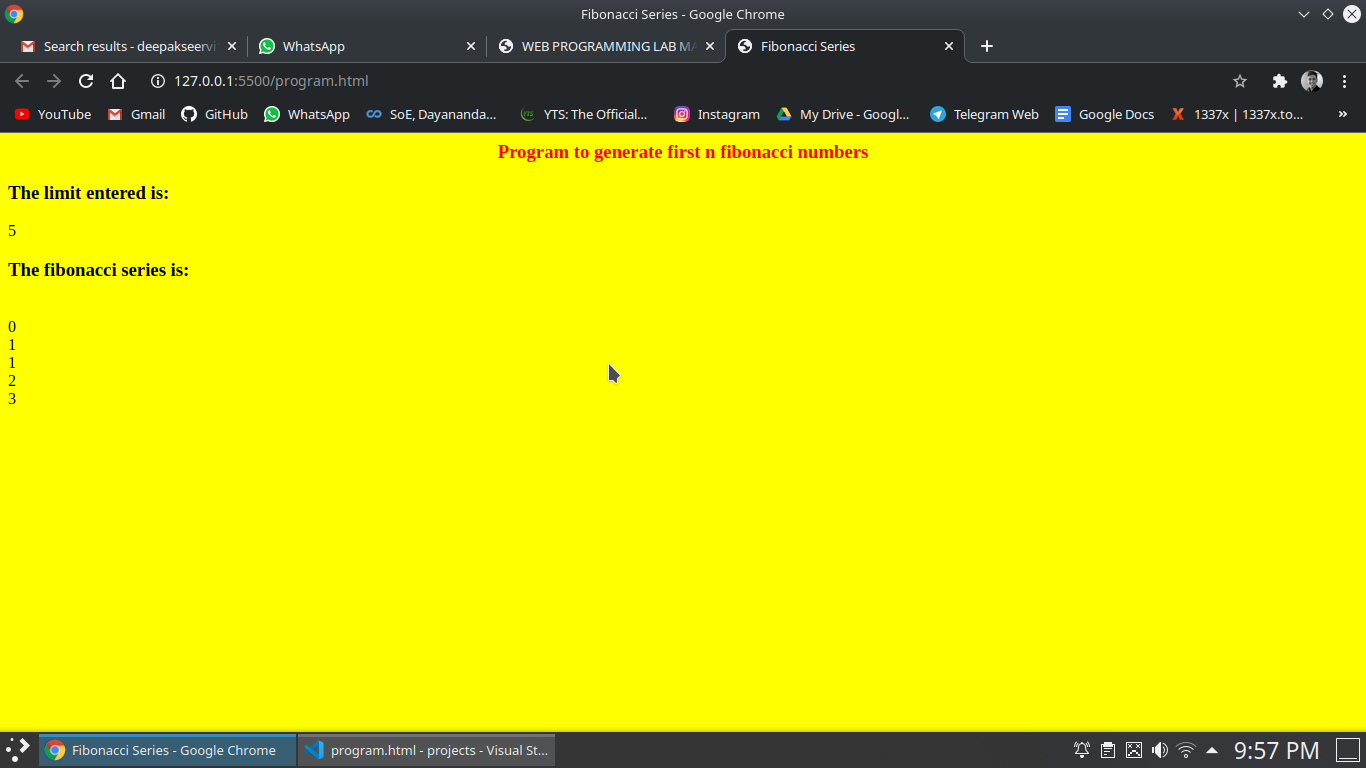 Fibonacci Series - Google Chrome
Search results - deepakseervi
WhatsApp
WEB PROGRAMMING LAB MA
Fibonacci Series
127.0.0.1:5500/program.html
YouTube
Gmail
GitHub
WhatsApp
SoE, Dayananda...
YTS: The Official...
Instagram
My Drive - Googl...
Telegram Web
Google Docs
1337x | 1337x.to...
»
Program to generate first n fibonacci numbers
The limit entered is:
5
The fibonacci series is:
0
1
1
2
3
Fibonacci Series - Google Chrome
program.html - projects - Visual St...
9:57 PM